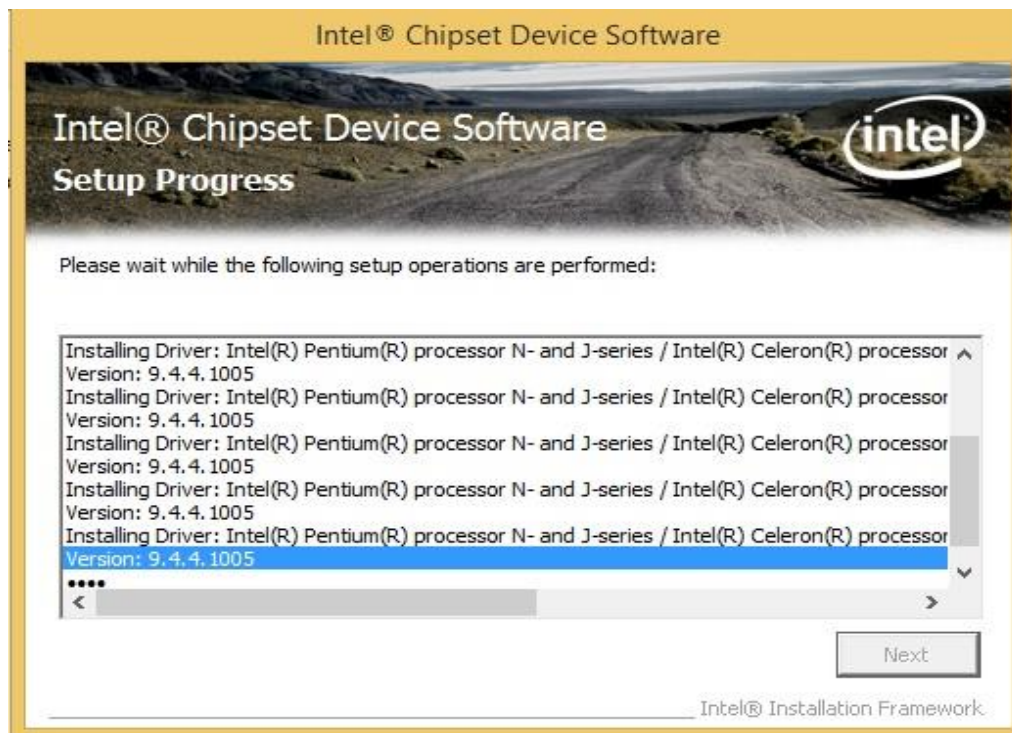 Intel® Chipset Device Software
Intel® Chipset Device Software
intel
Setup Progress
Please wait while the following setup operations are performed:
Installing Driver: Intel(R) Pentium(R) processor N- and J-series / Intel(R) Celeron(R) processor
Version: 9.4.4.1005
Installing Driver: Intel(R) Pentium(R) processor N- and J-series / Intel(R) Celeron(R) processor
Version: 9.4.4.1005
Installing Driver: Intel(R) Pentium(R) processor N- and J-series / Intel(R) Celeron(R) processor
Version: 9.4.4.1005
Installing Driver: Intel(R) Pentium(R) processor N- and J-series / Intel(R) Celeron(R) processor
Version: 9.4.4.1005
Installing Driver: Intel(R) Pentium(R) processor N- and J-series / Intel(R) Celeron(R) processor
Version: 9.4.4.1005
••••
Next
Intel® Installation Framework